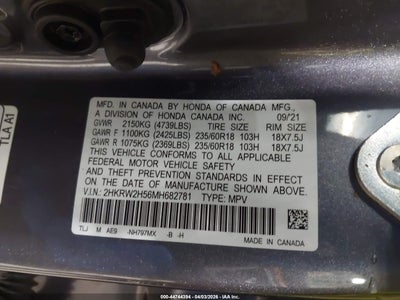 TLA A1
MFD. IN CANADA BY HONDA OF CANADA MFG.,
A DIVISION OF HONDA CANADA INC. 09/21
GVWR 2150KG (4739LBS) TIRE SIZE RIM SIZE
GAWR F 1100KG (2425LBS) 235/60R18 103H 18X7.5J
GAWR R 1075KG (2369LBS) 235/60R18 103H 18X7.5J
THIS VEHICLE CONFORMS TO ALL APPLICABLE
FEDERAL MOTOR VEHICLE SAFETY
AND THEFT PREVENTION STANDARDS IN EFFECT ON
THE DATE OF MANUFACTURE SHOWN ABOVE.
V.I.N.: 2HKRW2H56MH682781 TYPE: MPV
TLJ M AE9 -NH797MX -B -H
MADE IN CANADA
000-44744394 - 04/03/2026 - IAA US